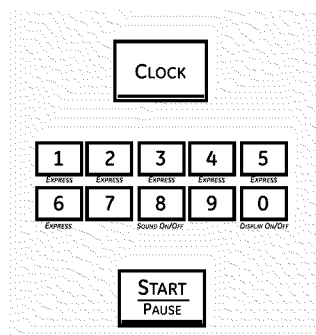 CLOCK
1 2 3 4 5
EXPRESS EXPRESS EXPRESS EXPRESS EXPRESS
6 7 8 9 0
EXPRESS SOUND ON/OFF DISPLAY ON/OFF
START
PAUSE